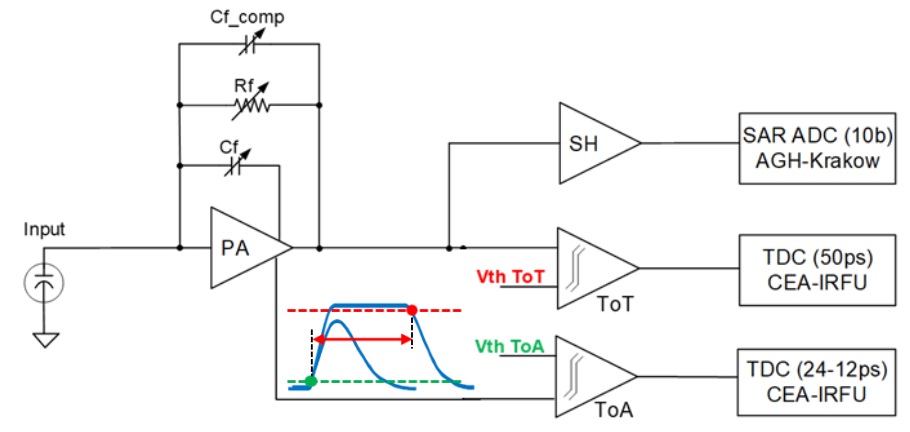 Cf_comp
Rf
Cf
Input
PA
SH
SAR ADC (10b)
AGH-Krakow
Vth ToT
ToT
TDC (50ps)
CEA-IRFU
Vth ToA
ToA
TDC (24-12ps)
CEA-IRFU